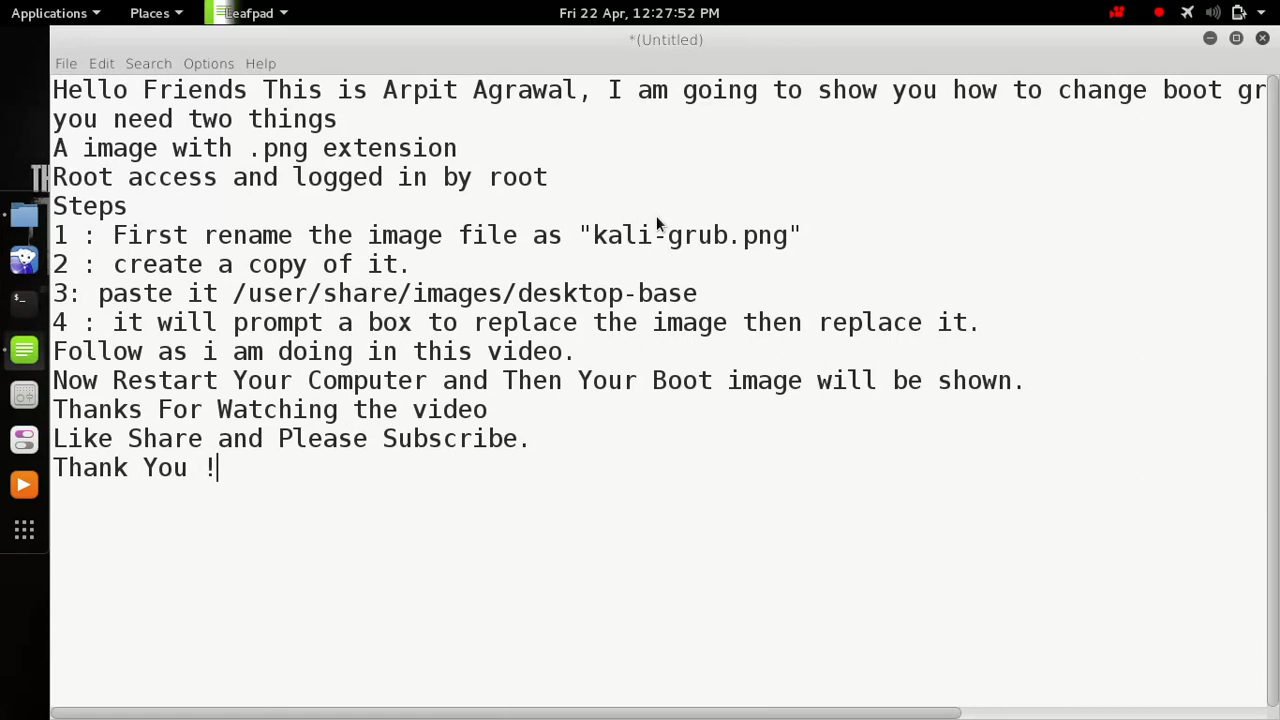 Applications Places Leafpad Fri 22 Apr, 12:27:52 PM
*(Untitled)
File Edit Search Options Help
Hello Friends This is Arpit Agrawal, I am going to show you how to change boot gr
you need two things
A image with .png extension
Root access and logged in by root
Steps
1 : First rename the image file as "kali-grub.png"
2 : create a copy of it.
3: paste it /user/share/images/desktop-base
4 : it will prompt a box to replace the image then replace it.
Follow as i am doing in this video.
Now Restart Your Computer and Then Your Boot image will be shown.
Thanks For Watching the video
Like Share and Please Subscribe.
Thank You !